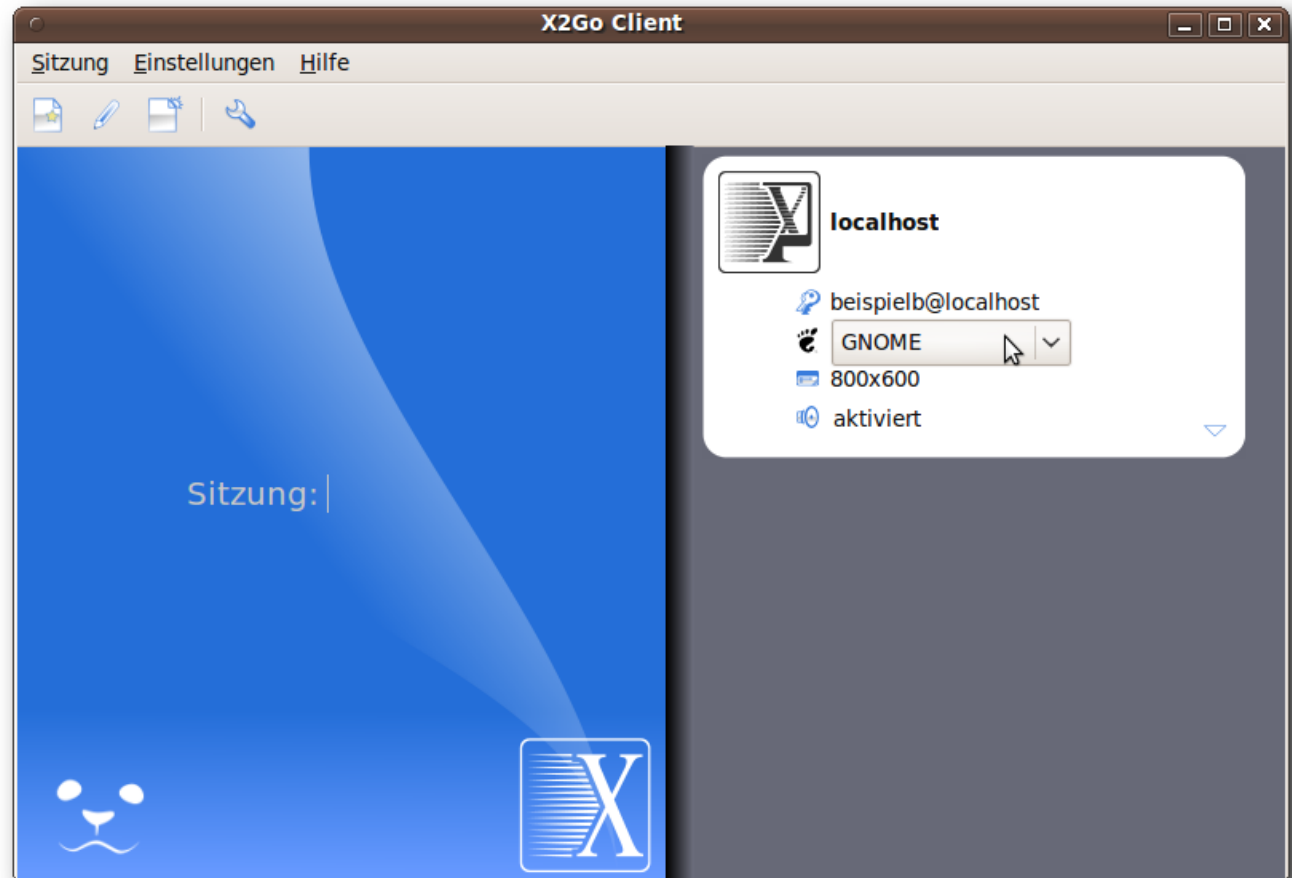 X2Go Client
Sitzung Einstellungen Hilfe
localhost
beispielb@localhost
GNOME
800x600
aktiviert
Sitzung:
X